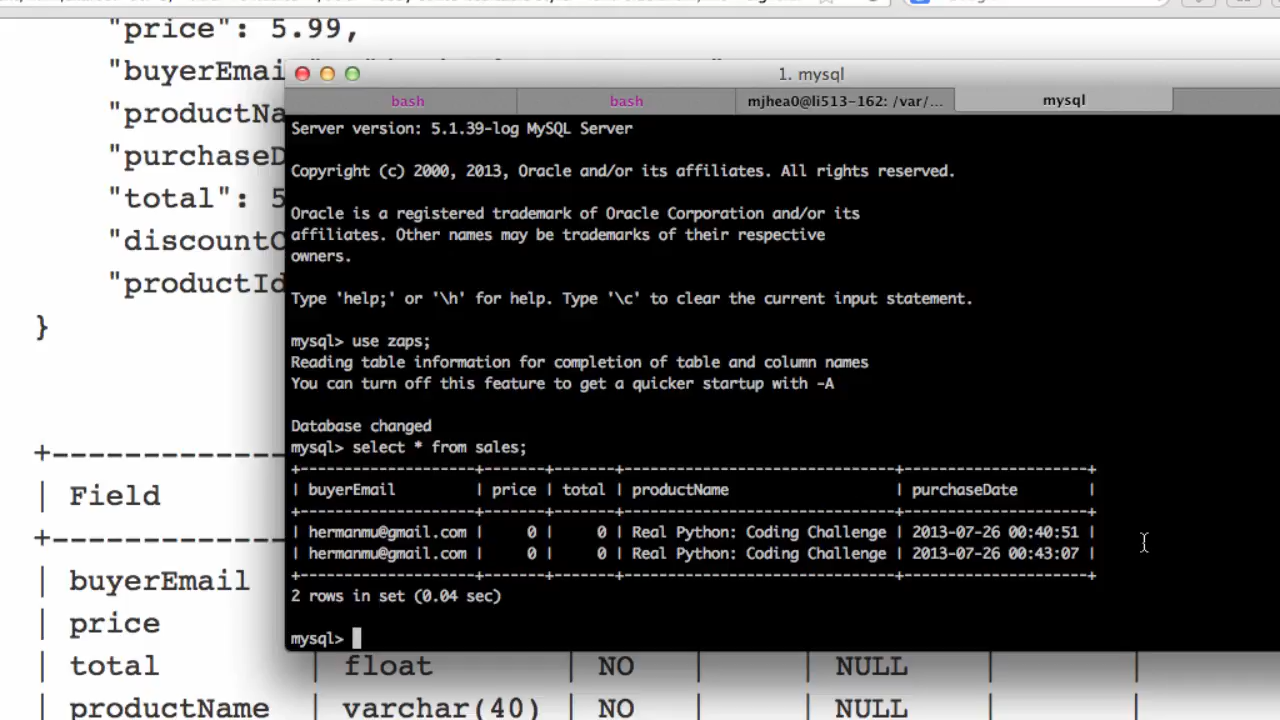 "price": 5.99,
"buyerEmai
"productNa
"purchaseD
"total": 5
"discountC
"productId
}
1. mysql
bash
bash
mjhea0@li513-162: /var/...
mysql
Server version: 5.1.39-log MySQL Server
Copyright (c) 2000, 2013, Oracle and/or its affiliates. All rights reserved.
Oracle is a registered trademark of Oracle Corporation and/or its
affiliates. Other names may be trademarks of their respective
owners.
Type 'help;' or '\h' for help. Type '\c' to clear the current input statement.
mysql> use zaps;
Reading table information for completion of table and column names
You can turn off this feature to get a quicker startup with -A
Database changed
mysql> select * from sales;
+--------------------+-------+-------+-------------------------------+---------------------+
| buyerEmail | price | total | productName | purchaseDate |
+--------------------+-------+-------+-------------------------------+---------------------+
| hermanmu@gmail.com | 0 | 0 | Real Python: Coding Challenge | 2013-07-26 00:40:51 |
| hermanmu@gmail.com | 0 | 0 | Real Python: Coding Challenge | 2013-07-26 00:43:07 |
+--------------------+-------+-------+-------------------------------+---------------------+
2 rows in set (0.04 sec)
mysql>
+-----------
| Field
+-----------
| buyerEmail
| price
| total | float | NO | | NULL | |
| productName | varchar(40) | NO | | NULL | |